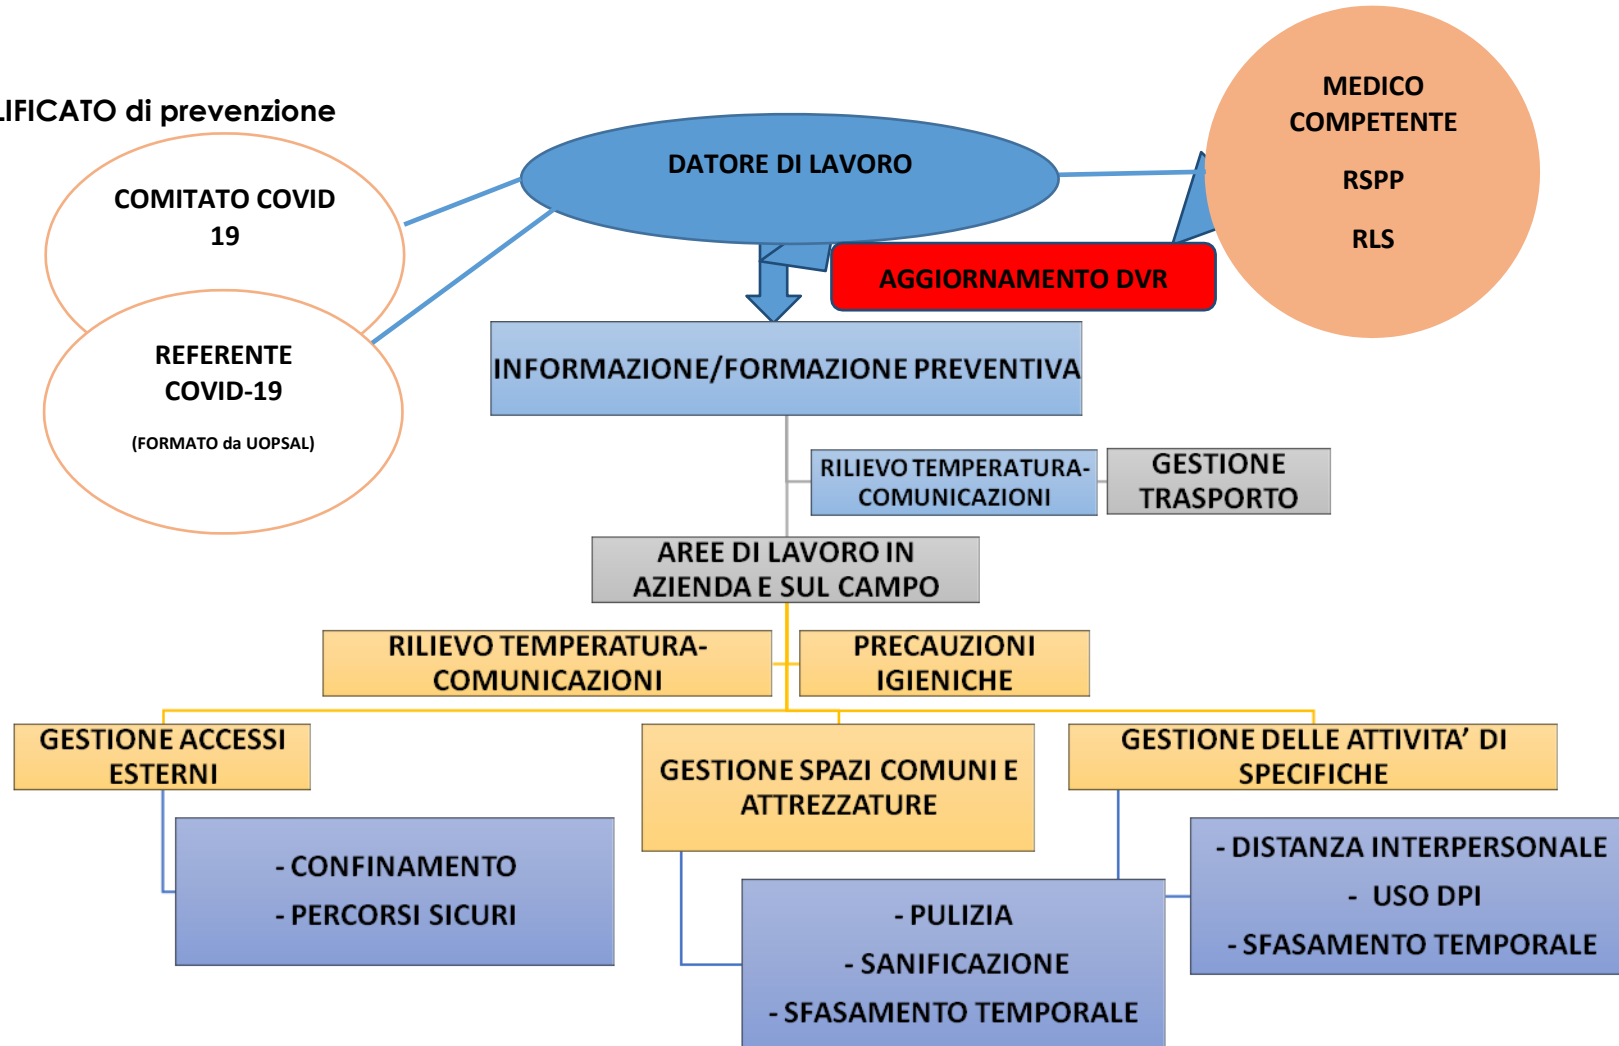 LIFICATO di prevenzione
COMITATO COVID
19
REFERENTE
COVID-19
(FORMATO da UOPSAL)
DATORE DI LAVORO
MEDICO
COMPETENTE
RSPP
RLS
AGGIORNAMENTO DVR
INFORMAZIONE/FORMAZIONE PREVENTIVA
RILIEVO TEMPERATURA-
COMUNICAZIONI
GESTIONE
TRASPORTO
AREE DI LAVORO IN
AZIENDA E SUL CAMPO
RILIEVO TEMPERATURA-
COMUNICAZIONI
PRECAUZIONI
IGIENICHE
GESTIONE ACCESSI
ESTERNI
- CONFINAMENTO
- PERCORSI SICURI
GESTIONE SPAZI COMUNI E
ATTREZZATURE
- PULIZIA
- SANIFICAZIONE
- SFASAMENTO TEMPORALE
GESTIONE DELLE ATTIVITA’ DI
SPECIFICHE
- DISTANZA INTERPERSONALE
- USO DPI
- SFASAMENTO TEMPORALE